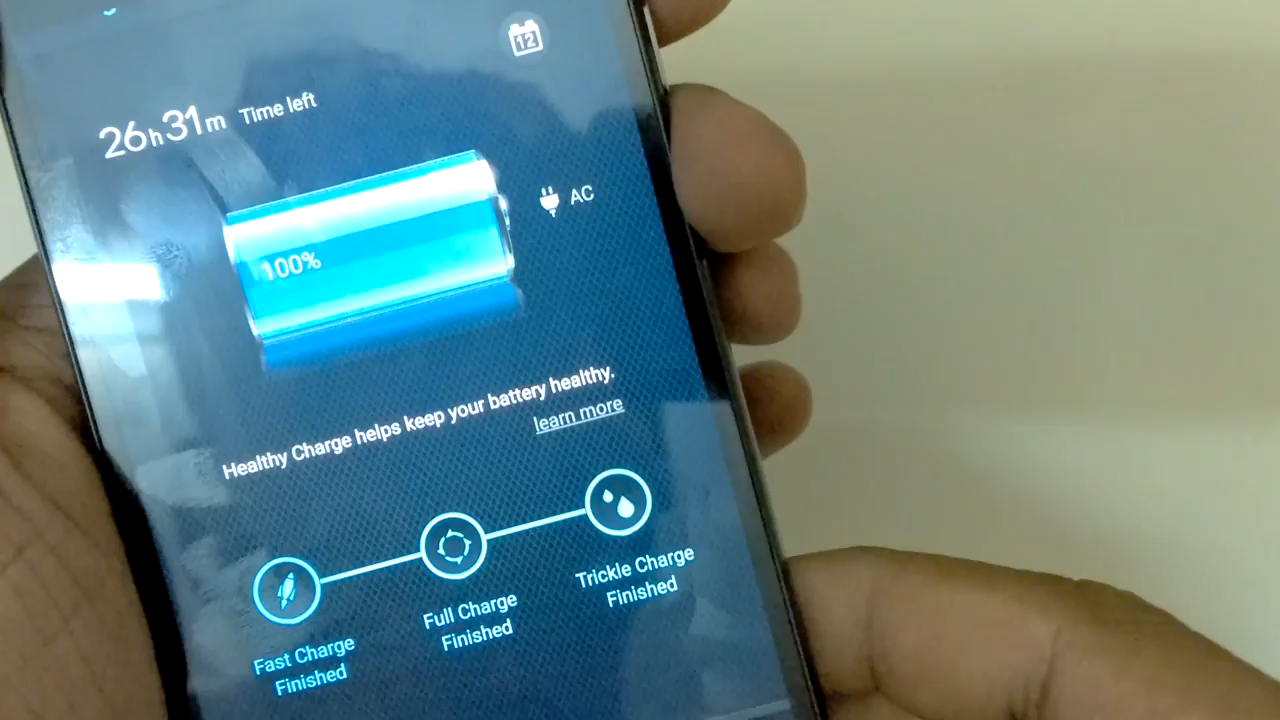 12
26h31m Time left
AC
100%
Healthy Charge helps keep your battery healthy.
learn more
Fast Charge
Finished
Full Charge
Finished
Trickle Charge
Finished